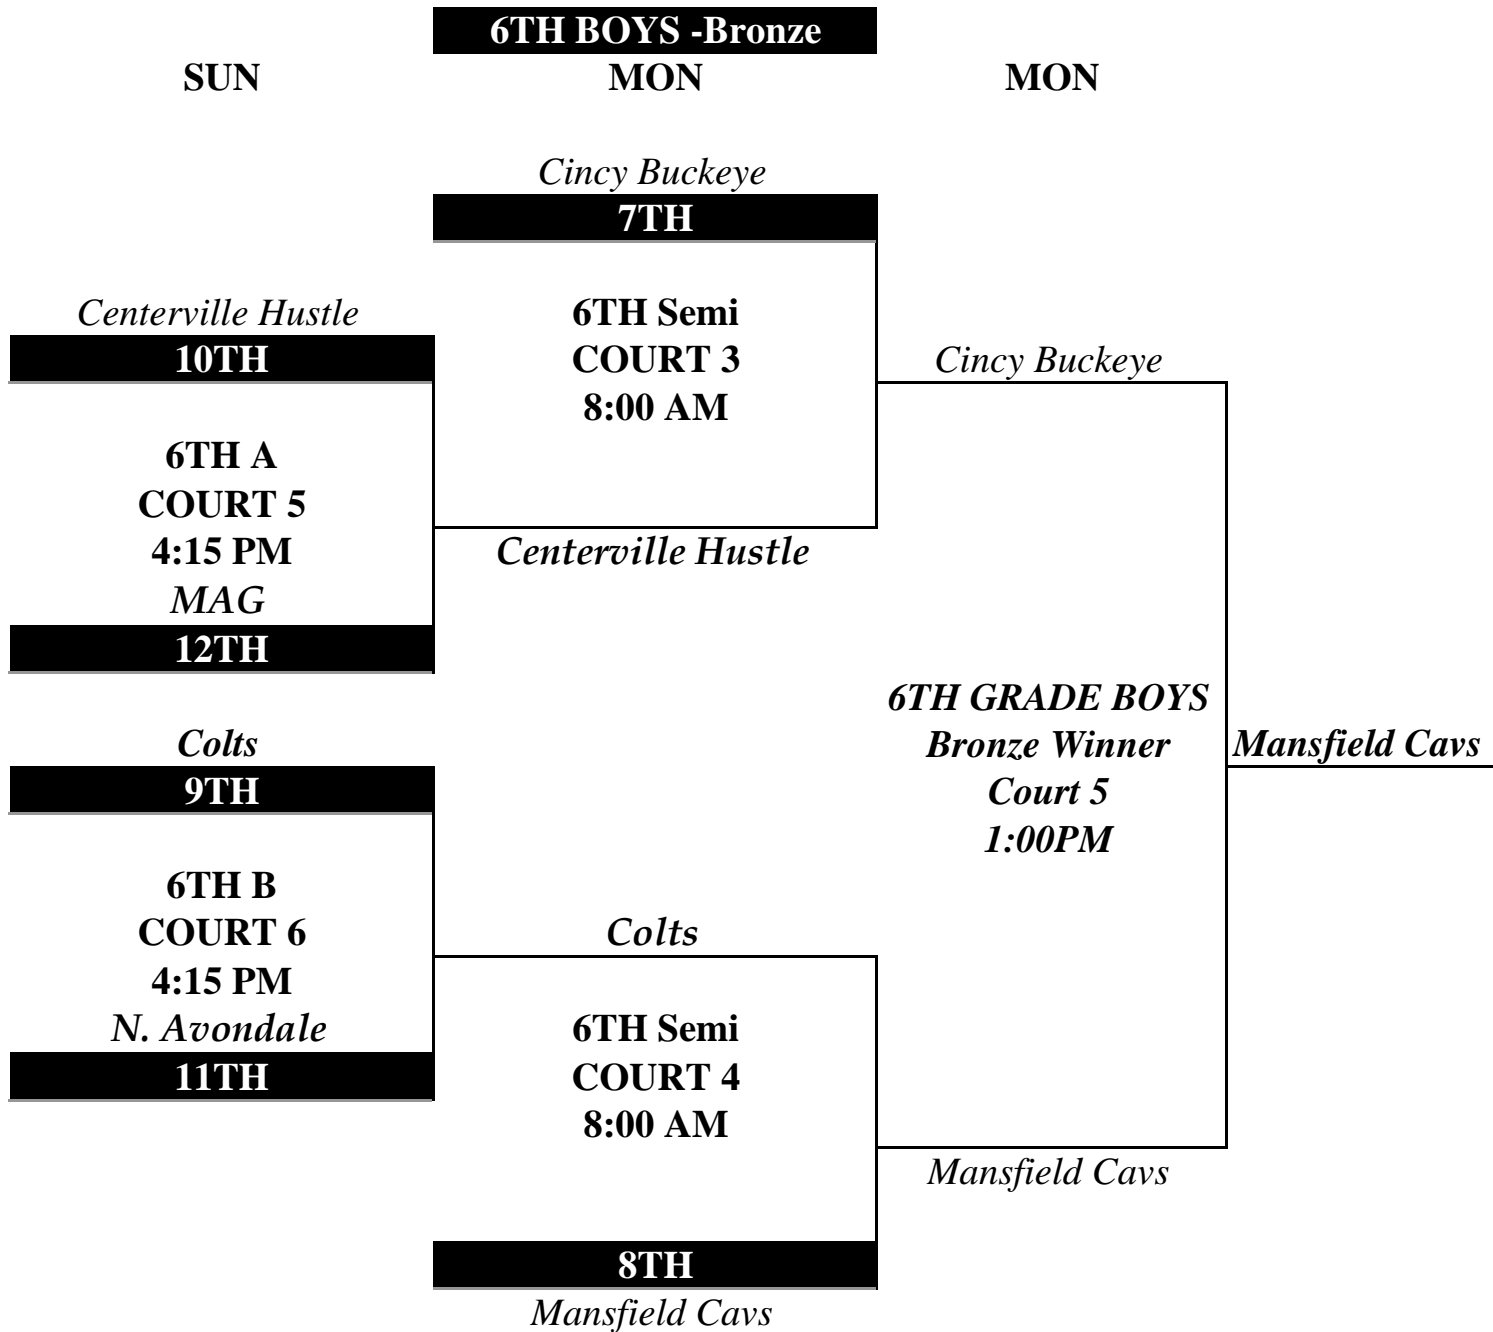 6TH BOYS -Bronze
SUN MON MON
Cincy Buckeye
7TH
Centerville Hustle
10TH
6TH Semi
COURT 3
8:00 AM
Cincy Buckeye
6TH A
COURT 5
4:15 PM
MAG
12TH
Centerville Hustle
6TH GRADE BOYS
Bronze Winner
Court 5
1:00PM
Mansfield Cavs
Colts
9TH
6TH B
COURT 6
4:15 PM
N. Avondale
11TH
Colts
6TH Semi
COURT 4
8:00 AM
Mansfield Cavs
8TH
Mansfield Cavs